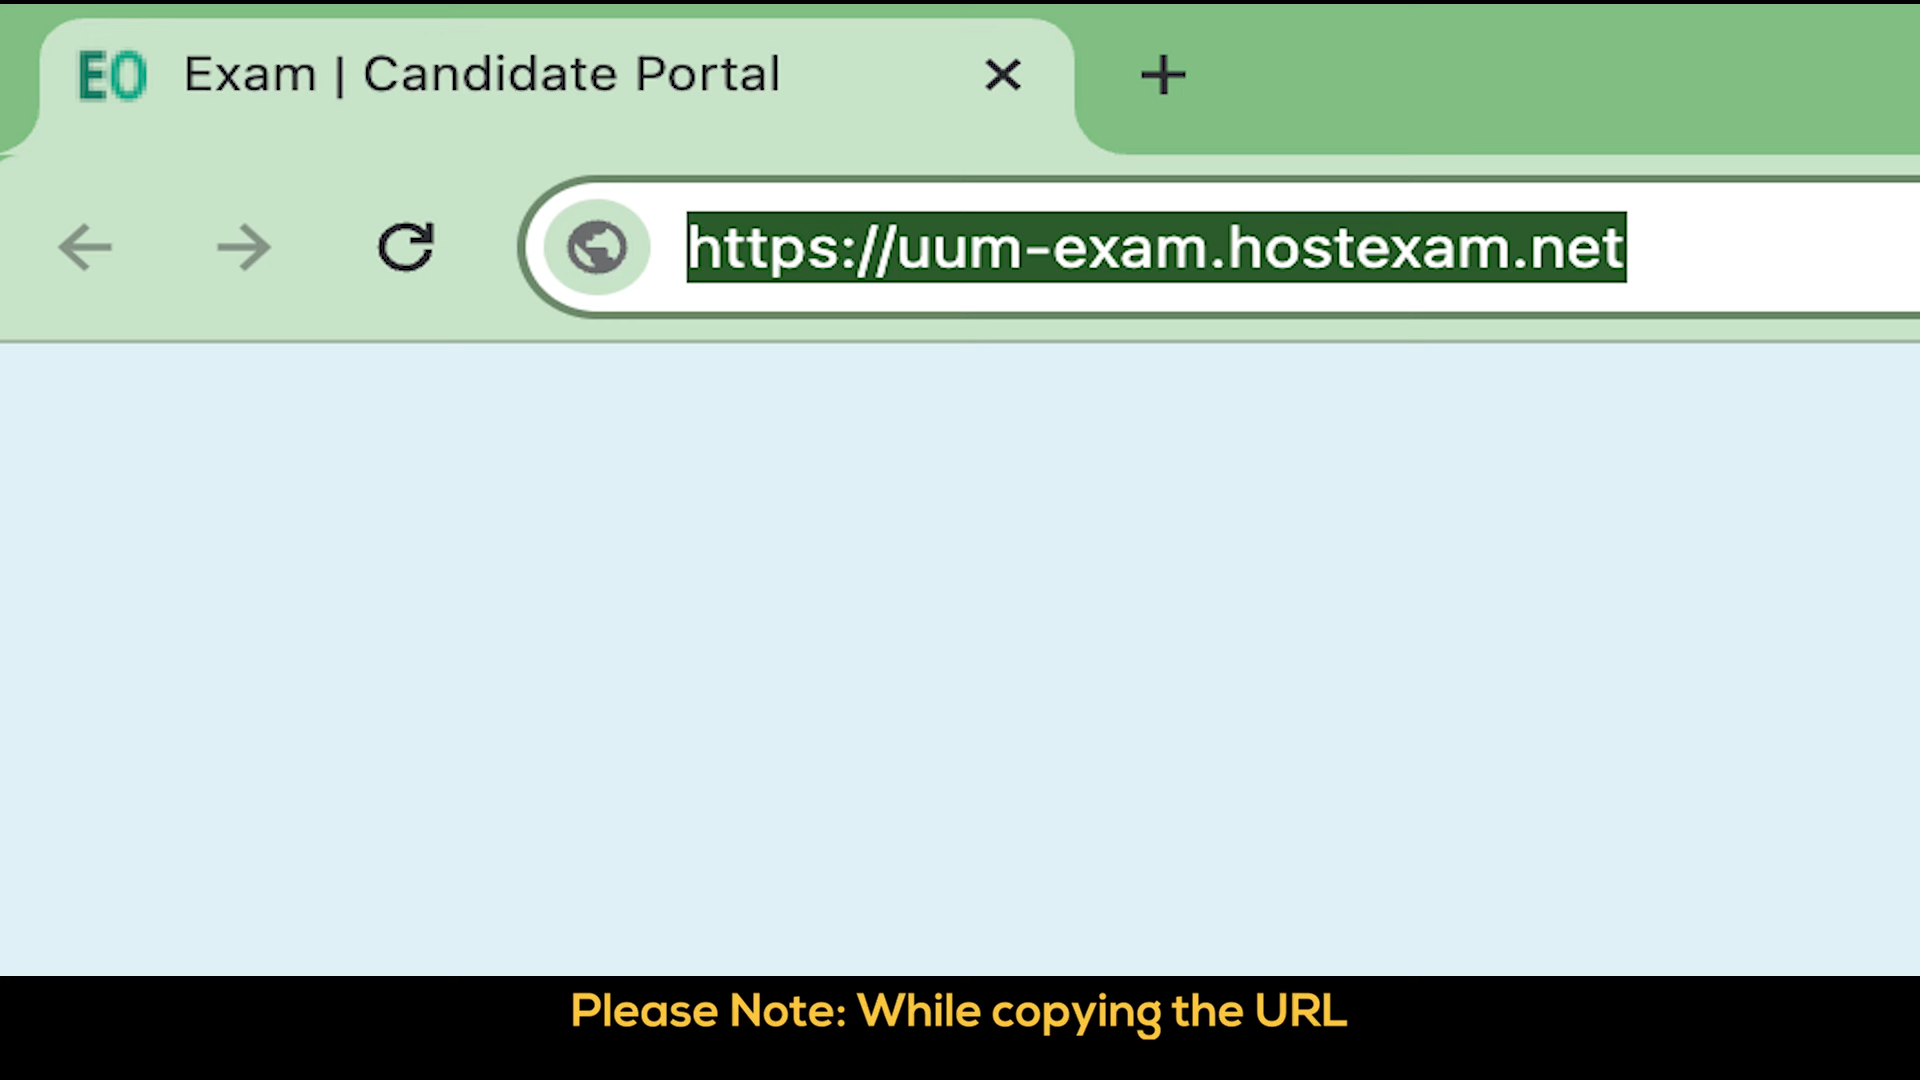 EO Exam | Candidate Portal
https://uum-exam.hostexam.net
Please Note: While copying the URL